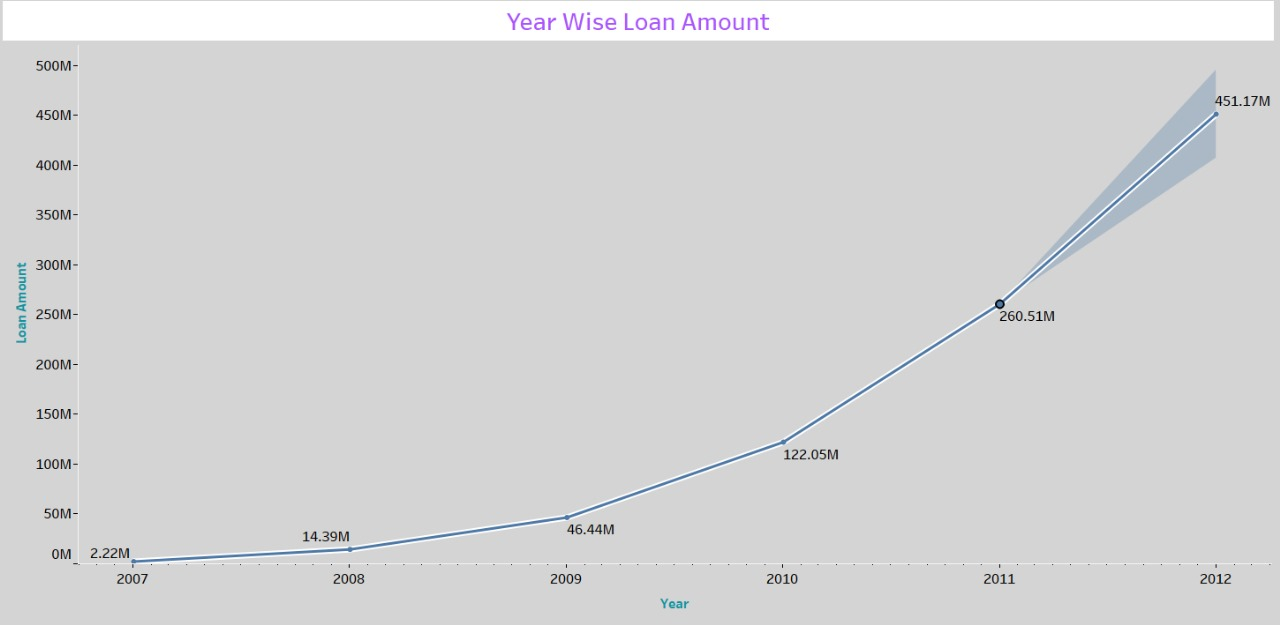 Year Wise Loan Amount
500M
450M
400M
350M
300M
250M
200M
150M
100M
50M
0M
Loan Amount
2.22M
14.39M
46.44M
122.05M
260.51M
451.17M
2007 2008 2009 2010 2011 2012
Year